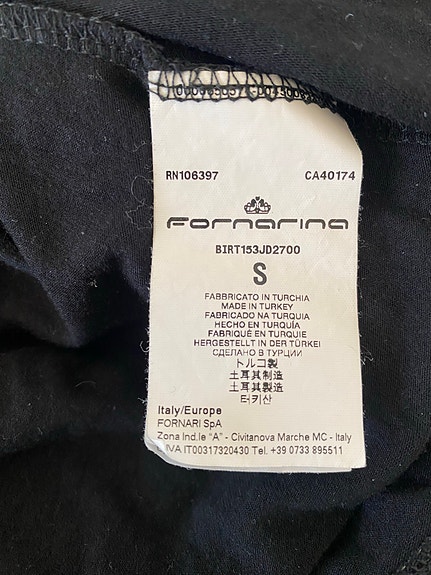 RN106397 CA40174
Fornarina
BIRT153JD2700
S
FABBRICATO IN TURCHIA
MADE IN TURKEY
FABRICADO NA TURQUIA
HECHO EN TURQUÍA
FABRIQUÉ EN TURQUIE
HERGESTELLT IN DER TÜRKEI
СДЕЛАНО В ТУРЦИИ
トルコ製
土耳其制造
土耳其製造
터키산
Italy/Europe
FORNARI SpA
Zona Ind.le "A" - Civitanova Marche MC - Italy
IVA IT00317320430 Tel. +39 0733 895511